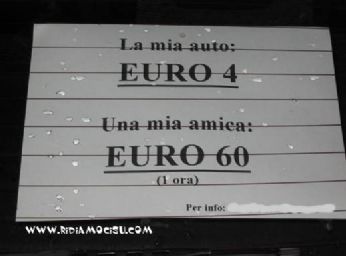 La mia auto:
EURO 4
Una mia amica:
EURO 60
(1 ora)
Per info:
WWW.RIDIAMOCISU.COM